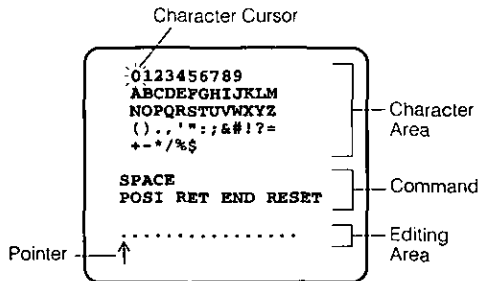 Character Cursor
0123456789
ABCDEFGHIJKLM
NOPQRSTUVWXYZ
().,'":;&#!?=
+-*/%$
Character
Area
SPACE
POSI RET END RESET
Command
................
Editing
Area
Pointer